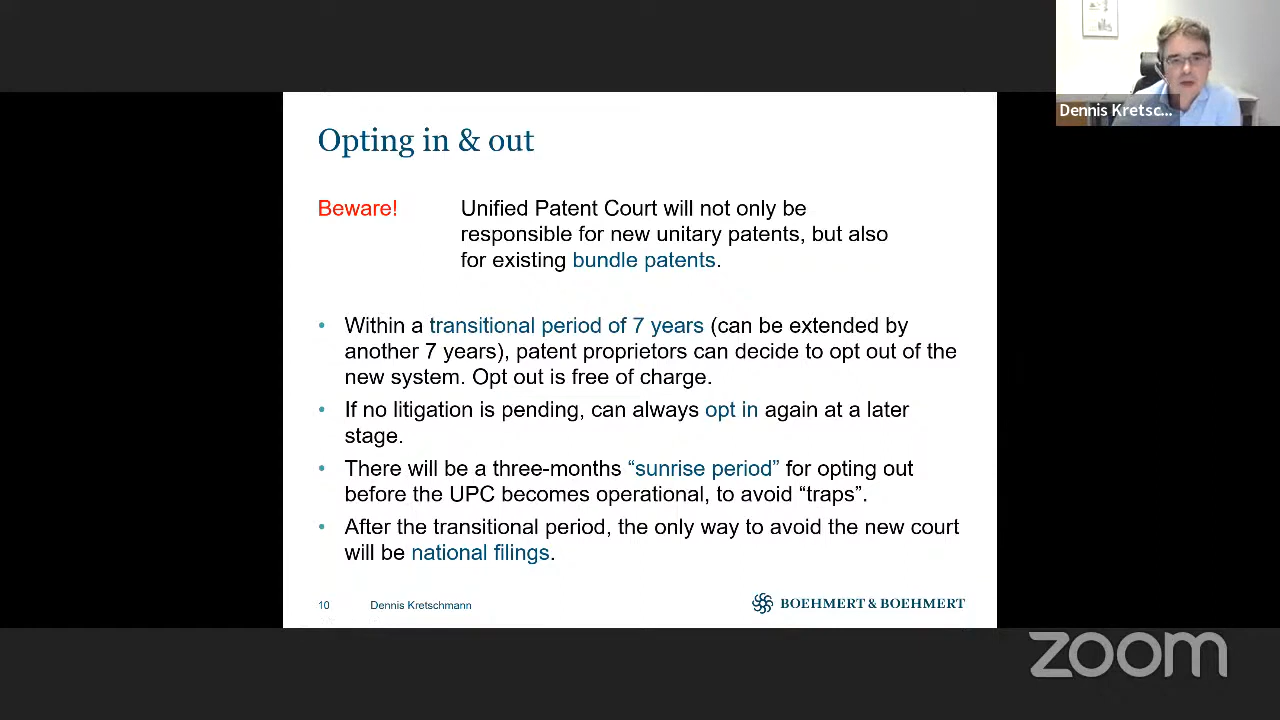 Dennis Kretsc...
Opting in & out
Beware!
Unified Patent Court will not only be
responsible for new unitary patents, but also
for existing bundle patents.
• Within a transitional period of 7 years (can be extended by
another 7 years), patent proprietors can decide to opt out of the
new system. Opt out is free of charge.
• If no litigation is pending, can always opt in again at a later
stage.
• There will be a three-months “sunrise period” for opting out
before the UPC becomes operational, to avoid “traps”.
• After the transitional period, the only way to avoid the new court
will be national filings.
10 Dennis Kretschmann
BOEHMERT & BOEHMERT
zoom